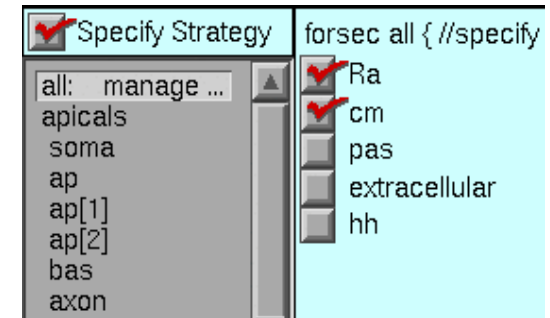 Specify Strategy
all: manage ...
apicals
soma
ap
ap[1]
ap[2]
bas
axon
forsec all { //specify
Ra
cm
pas
extracellular
hh